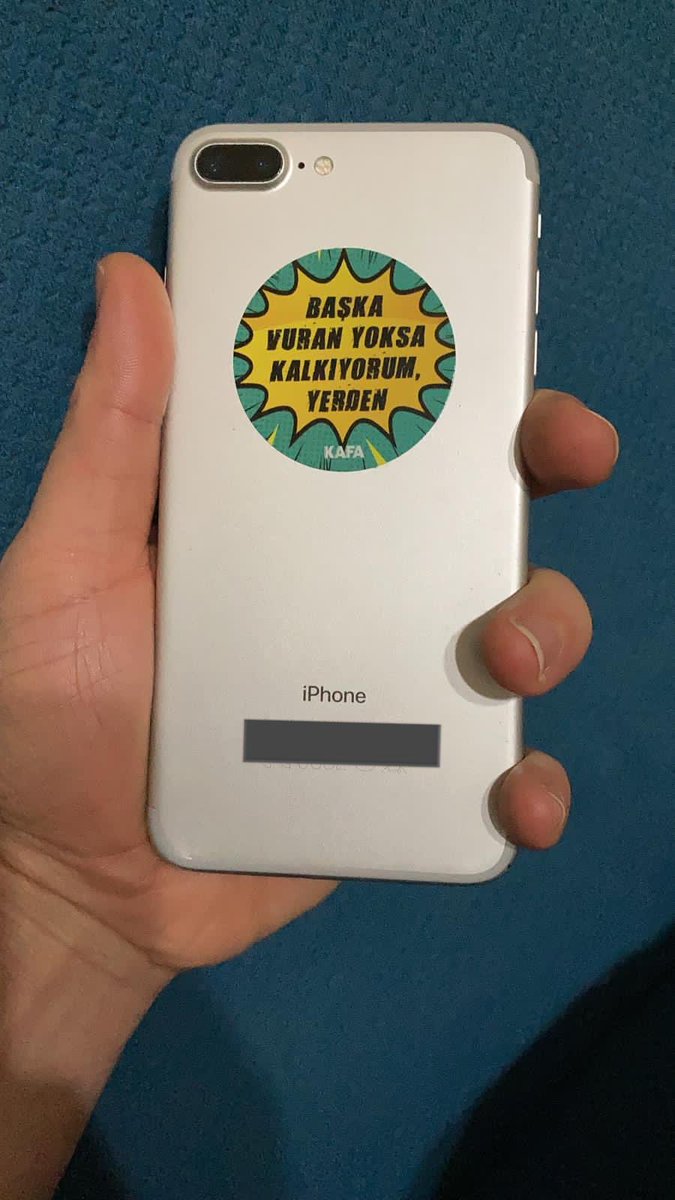 BAŞKA
VURAN YOKSA
KALKIYORUM,
YERDEN
KAFA
iPhone